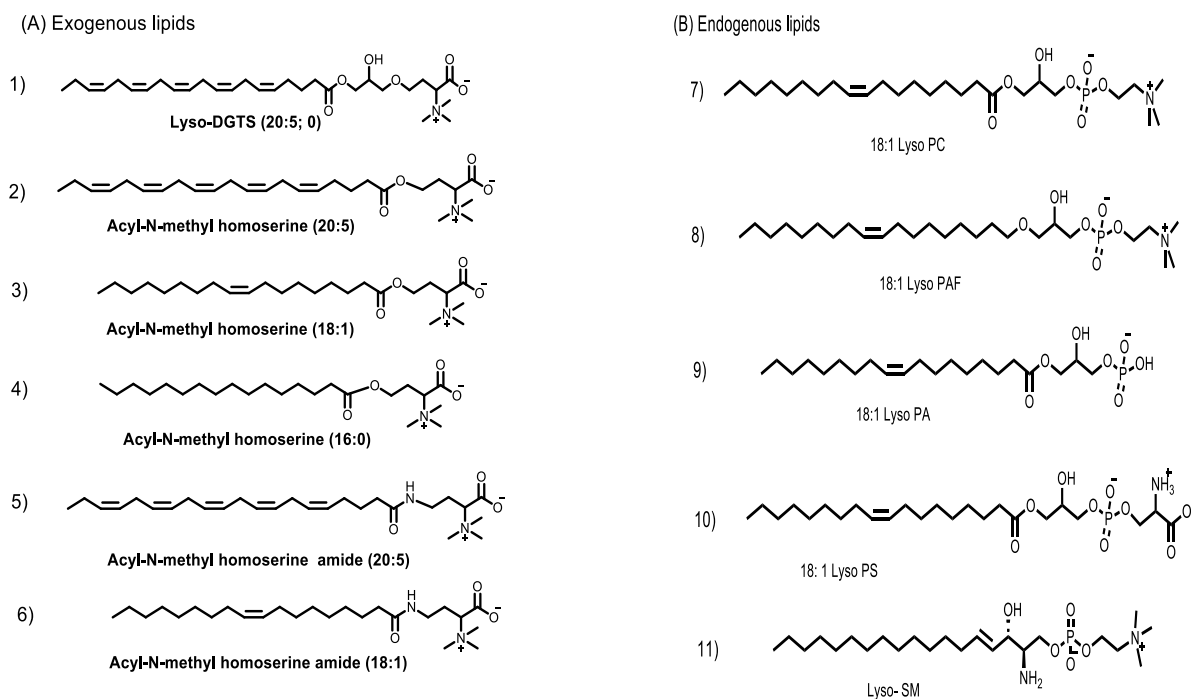 (A) Exogenous lipids
1)
Lyso-DGTS (20:5; 0)
2)
Acyl-N-methyl homoserine (20:5)
3)
Acyl-N-methyl homoserine (18:1)
4)
Acyl-N-methyl homoserine (16:0)
5)
Acyl-N-methyl homoserine amide (20:5)
6)
Acyl-N-methyl homoserine amide (18:1)
(B) Endogenous lipids
7)
18:1 Lyso PC
8)
18:1 Lyso PAF
9)
18:1 Lyso PA
10)
18: 1 Lyso PS
11)
Lyso- SM